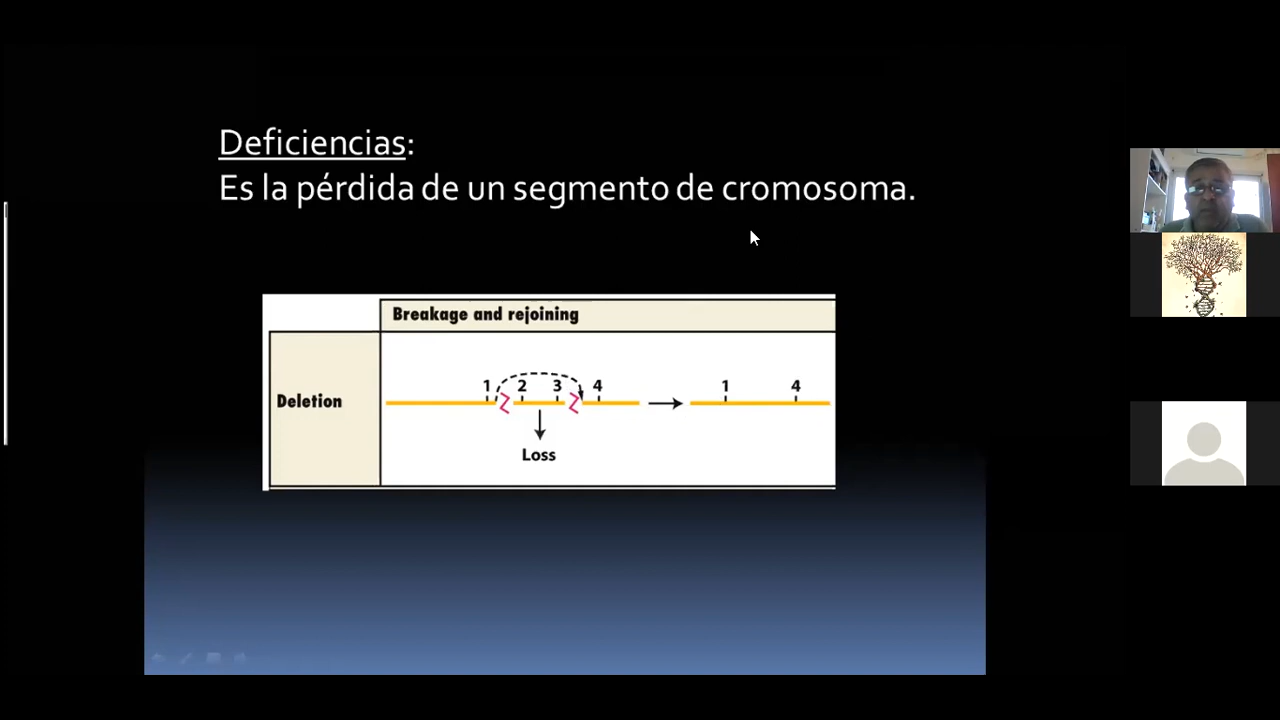 Deficiencias:
Es la pérdida de un segmento de cromosoma.
Breakage and rejoining
Deletion
1 2 3 4
1 4
Loss